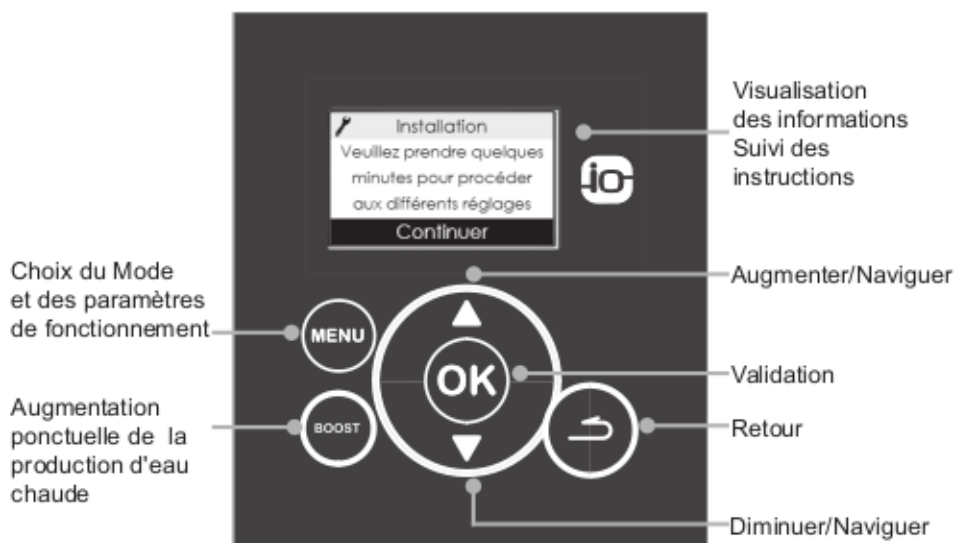 Installation
Veuillez prendre quelques
minutes pour procéder
aux différents réglages
Continuer
io
Visualisation
des informations
Suivi des
instructions
Choix du Mode
et des paramètres
de fonctionnement
MENU
Augmenter/Naviguer
OK
Validation
Augmentation
ponctuelle de la
production d'eau
chaude
BOOST
Retour
Diminuer/Naviguer